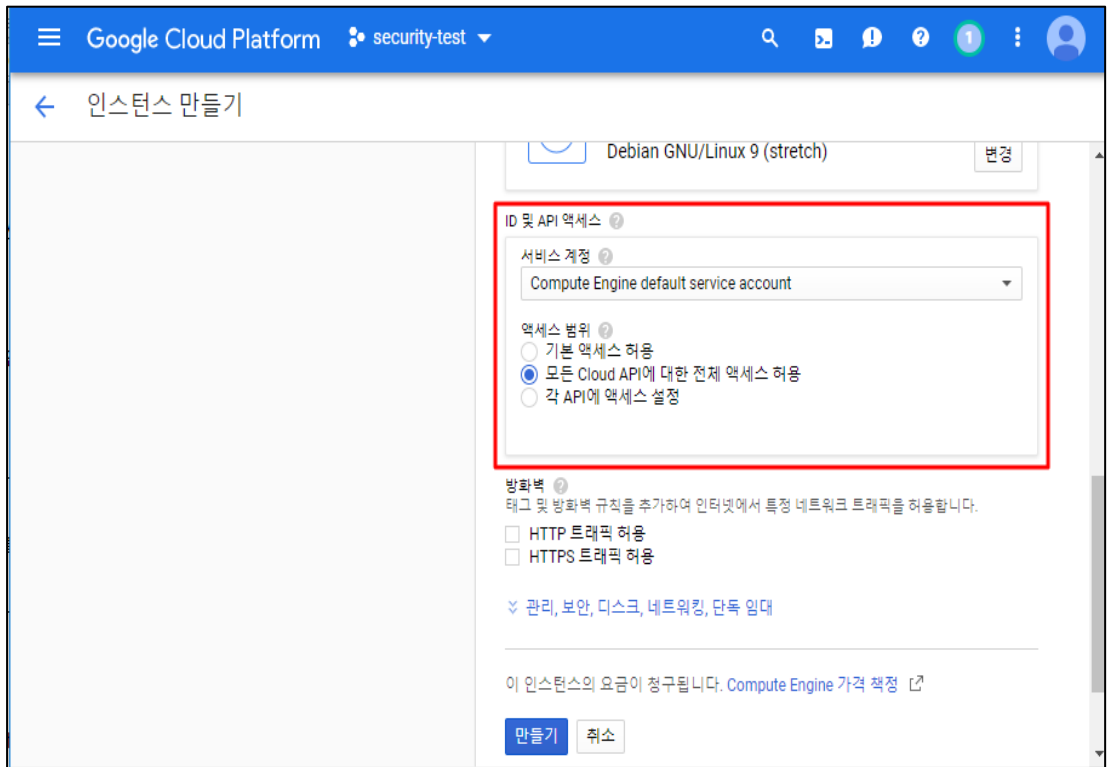 Google Cloud Platform security-test 1
인스턴스 만들기
Debian GNU/Linux 9 (stretch)
변경
ID 및 API 액세스
서비스 계정
Compute Engine default service account
액세스 범위
기본 액세스 허용
모든 Cloud API에 대한 전체 액세스 허용
각 API에 액세스 설정
방화벽
태그 및 방화벽 규칙을 추가하여 인터넷에서 특정 네트워크 트래픽을 허용합니다.
HTTP 트래픽 허용
HTTPS 트래픽 허용
관리, 보안, 디스크, 네트워킹, 단독 임대
이 인스턴스의 요금이 청구됩니다. Compute Engine 가격 책정
만들기 취소